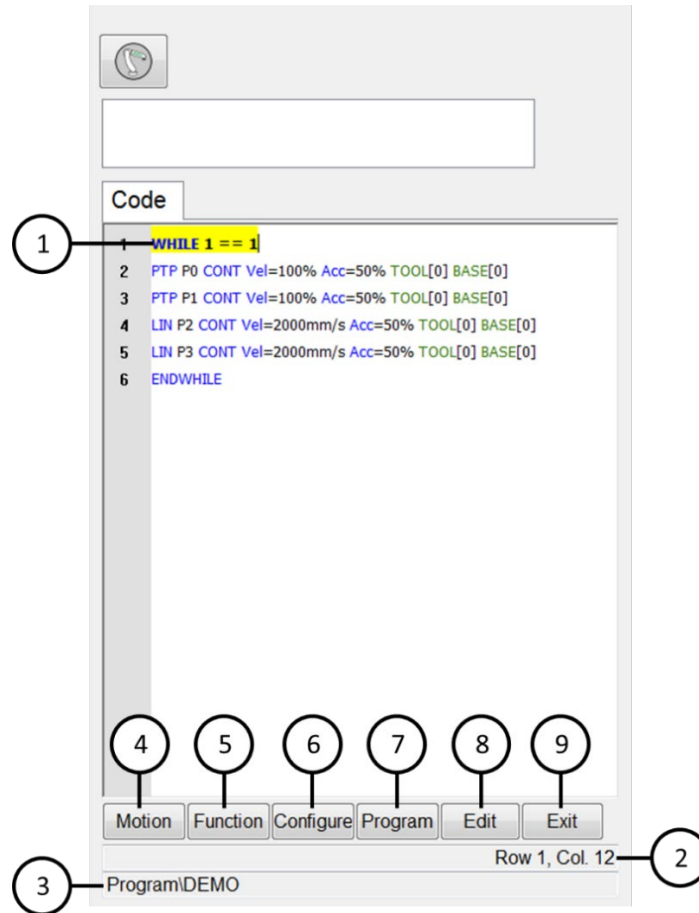 Code
1
1 WHILE 1 == 1
2 PTP P0 CONT Vel=100% Acc=50% TOOL[0] BASE[0]
3 PTP P1 CONT Vel=100% Acc=50% TOOL[0] BASE[0]
4 LIN P2 CONT Vel=2000mm/s Acc=50% TOOL[0] BASE[0]
5 LIN P3 CONT Vel=2000mm/s Acc=50% TOOL[0] BASE[0]
6 ENDWHILE
4 5 6 7 8 9
Motion Function Configure Program Edit Exit
Row 1, Col. 12
2
3
Program\DEMO